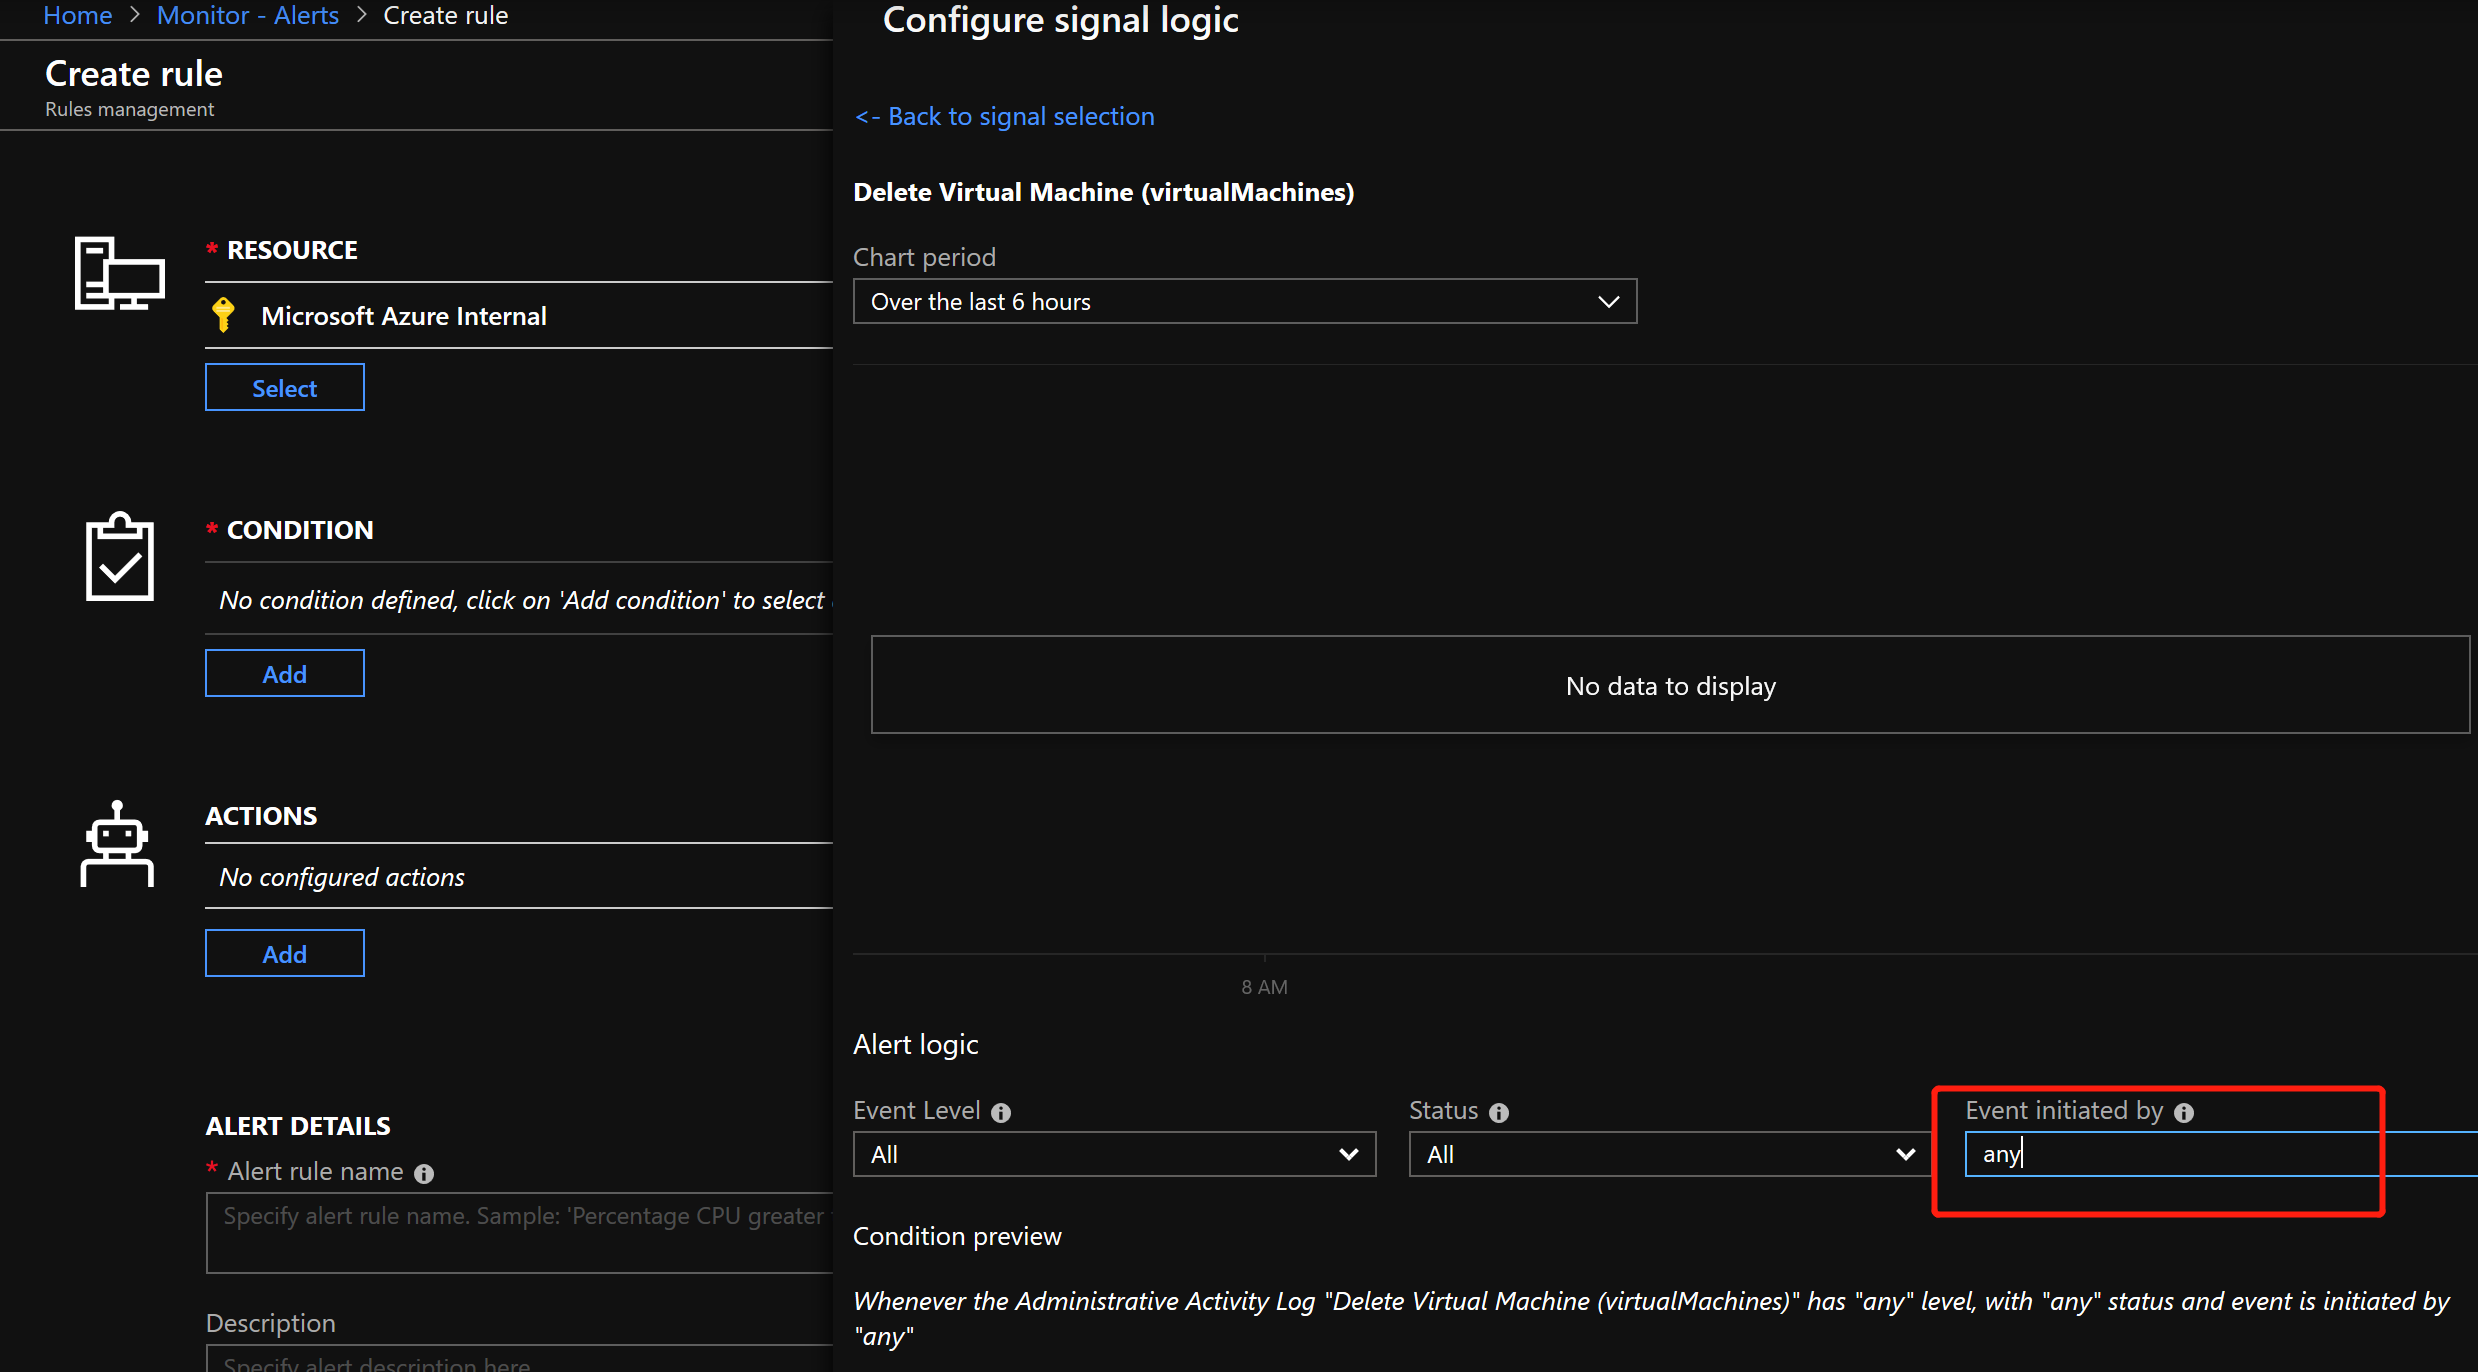 Home > Monitor - Alerts > Create rule
Create rule
Rules management
* RESOURCE
Microsoft Azure Internal
Select
* CONDITION
No condition defined, click on 'Add condition' to select
Add
ACTIONS
No configured actions
Add
ALERT DETAILS
* Alert rule name
Specify alert rule name. Sample: 'Percentage CPU greater
Description
Specify alert description here
Configure signal logic
<- Back to signal selection
Delete Virtual Machine (virtualMachines)
Chart period
Over the last 6 hours
No data to display
8 AM
Alert logic
Event Level
Status
Event initiated by
All
All
any
Condition preview
Whenever the Administrative Activity Log "Delete Virtual Machine (virtualMachines)" has "any" level, with "any" status and event is initiated by
"any"